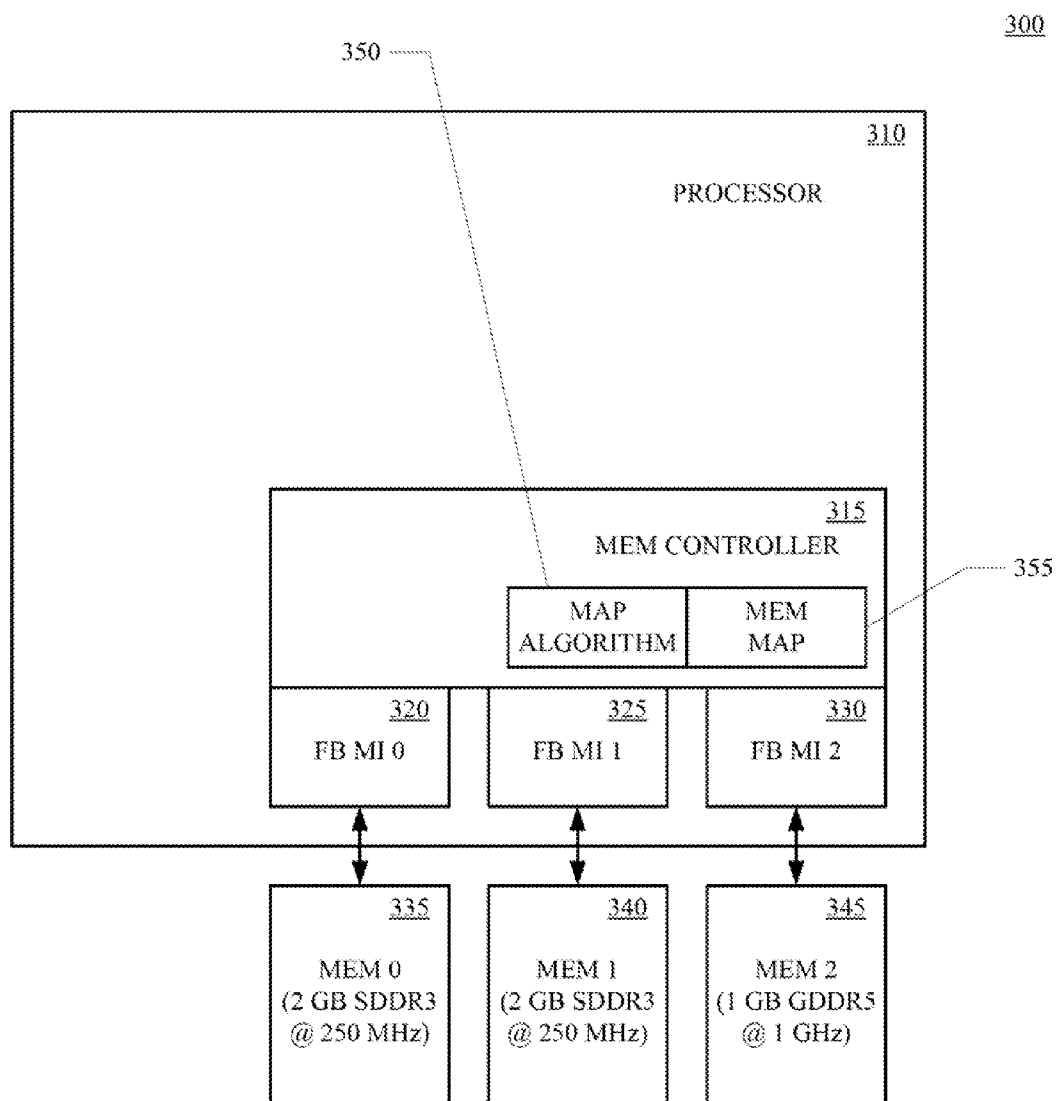 300
350
310
PROCESSOR
315
MEM CONTROLLER
355
MAP
ALGORITHM
MEM
MAP
320
FB MI 0
325
FB MI 1
330
FB MI 2
335
MEM 0
(2 GB SDDR3
@ 250 MHz)
340
MEM 1
(2 GB SDDR3
@ 250 MHz)
345
MEM 2
(1 GB GDDR5
@ 1 GHz)